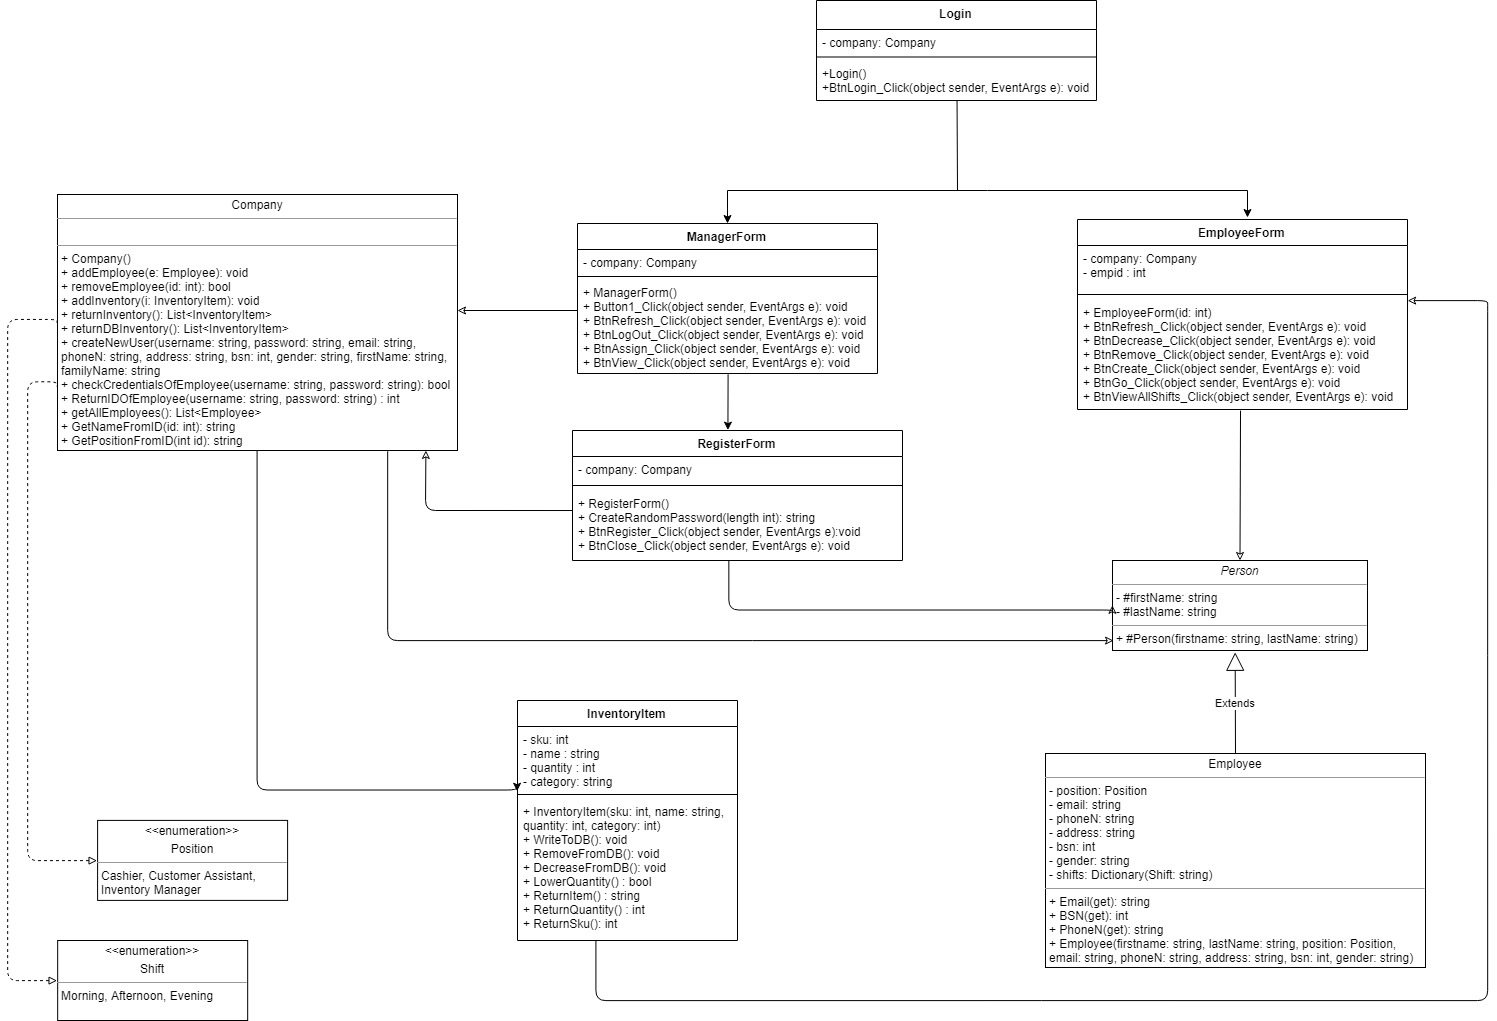 Login
- company: Company
+Login()
+BtnLogin_Click(object sender, EventArgs e): void
Company
+ Company()
+ addEmployee(e: Employee): void
+ removeEmployee(id: int): bool
+ addInventory(i: InventoryItem): void
+ returnInventory(): List<InventoryItem>
+ returnDBInventory(): List<InventoryItem>
+ createNewUser(username: string, password: string, email: string,
phoneN: string, address: string, bsn: int, gender: string, firstName: string,
familyName: string
+ checkCredentialsOfEmployee(username: string, password: string): bool
+ ReturnIDOfEmployee(username: string, password: string) : int
+ getAllEmployees(): List<Employee>
+ GetNameFromID(id: int): string
+ GetPositionFromID(int id): string
ManagerForm
- company: Company
+ ManagerForm()
+ Button1_Click(object sender, EventArgs e): void
+ BtnRefresh_Click(object sender, EventArgs e): void
+ BtnLogOut_Click(object sender, EventArgs e): void
+ BtnAssign_Click(object sender, EventArgs e): void
+ BtnView_Click(object sender, EventArgs e): void
EmployeeForm
- company: Company
- empid : int
+ EmployeeForm(id: int)
+ BtnRefresh_Click(object sender, EventArgs e): void
+ BtnDecrease_Click(object sender, EventArgs e): void
+ BtnRemove_Click(object sender, EventArgs e): void
+ BtnCreate_Click(object sender, EventArgs e): void
+ BtnGo_Click(object sender, EventArgs e): void
+ BtnViewAllShifts_Click(object sender, EventArgs e): void
RegisterForm
- company: Company
+ RegisterForm()
+ CreateRandomPassword(length int): string
+ BtnRegister_Click(object sender, EventArgs e):void
+ BtnClose_Click(object sender, EventArgs e): void
Person
- #firstName: string
- #lastName: string
+ #Person(firstname: string, lastName: string)
Extends
InventoryItem
- sku: int
- name : string
- quantity : int
- category: string
+ InventoryItem(sku: int, name: string,
quantity: int, category: int)
+ WriteToDB(): void
+ RemoveFromDB(): void
+ DecreaseFromDB(): void
+ LowerQuantity() : bool
+ ReturnItem() : string
+ ReturnQuantity() : int
+ ReturnSku(): int
Employee
- position: Position
- email: string
- phoneN: string
- address: string
- bsn: int
- gender: string
- shifts: Dictionary(Shift: string)
+ Email(get): string
+ BSN(get): int
+ PhoneN(get): string
+ Employee(firstname: string, lastName: string, position: Position,
email: string, phoneN: string, address: string, bsn: int, gender: string)
<<enumeration>>
Position
Cashier, Customer Assistant,
Inventory Manager
<<enumeration>>
Shift
Morning, Afternoon, Evening